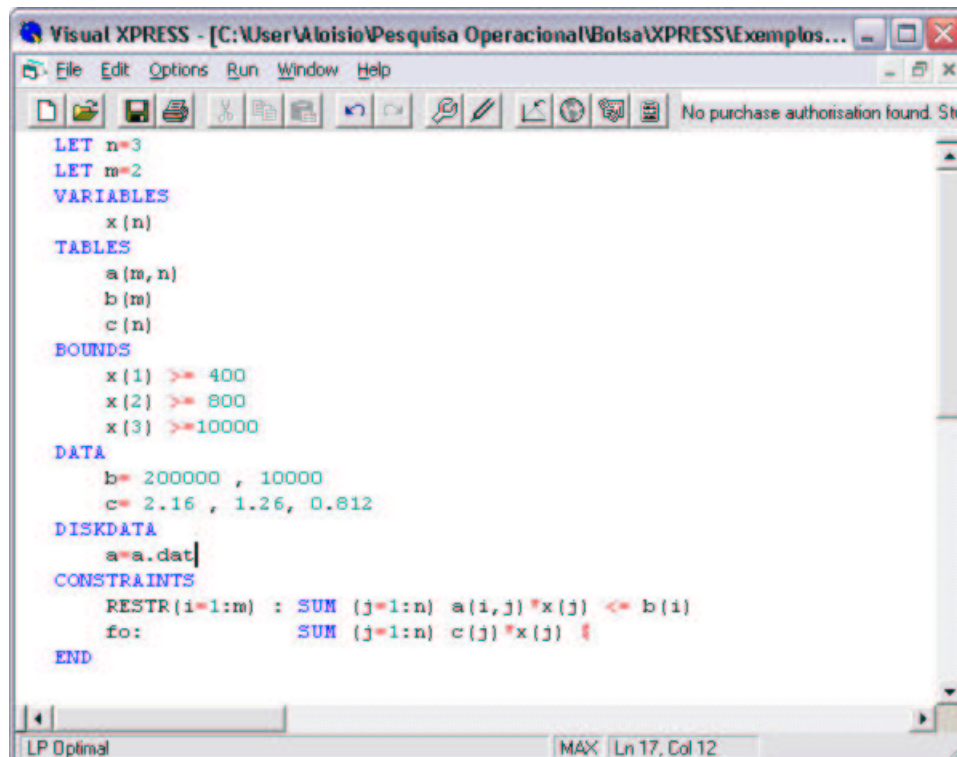 Visual XPRESS - [C:\User\Aloisio\Pesquisa Operacional\Bolsa\XPRESS\Exemplos...
File Edit Options Run Window Help
No purchase authorisation found. Stu
LET n=3
LET m=2
VARIABLES
x(n)
TABLES
a(m,n)
b(m)
c(n)
BOUNDS
x(1) >= 400
x(2) >= 800
x(3) >=10000
DATA
b= 200000 , 10000
c= 2.16 , 1.26, 0.812
DISKDATA
a=a.dat
CONSTRAINTS
RESTR(i=1:m) : SUM (j=1:n) a(i,j)*x(j) <= b(i)
fo: SUM (j=1:n) c(j)*x(j) $
END
LP Optimal MAX Ln 17, Col 12